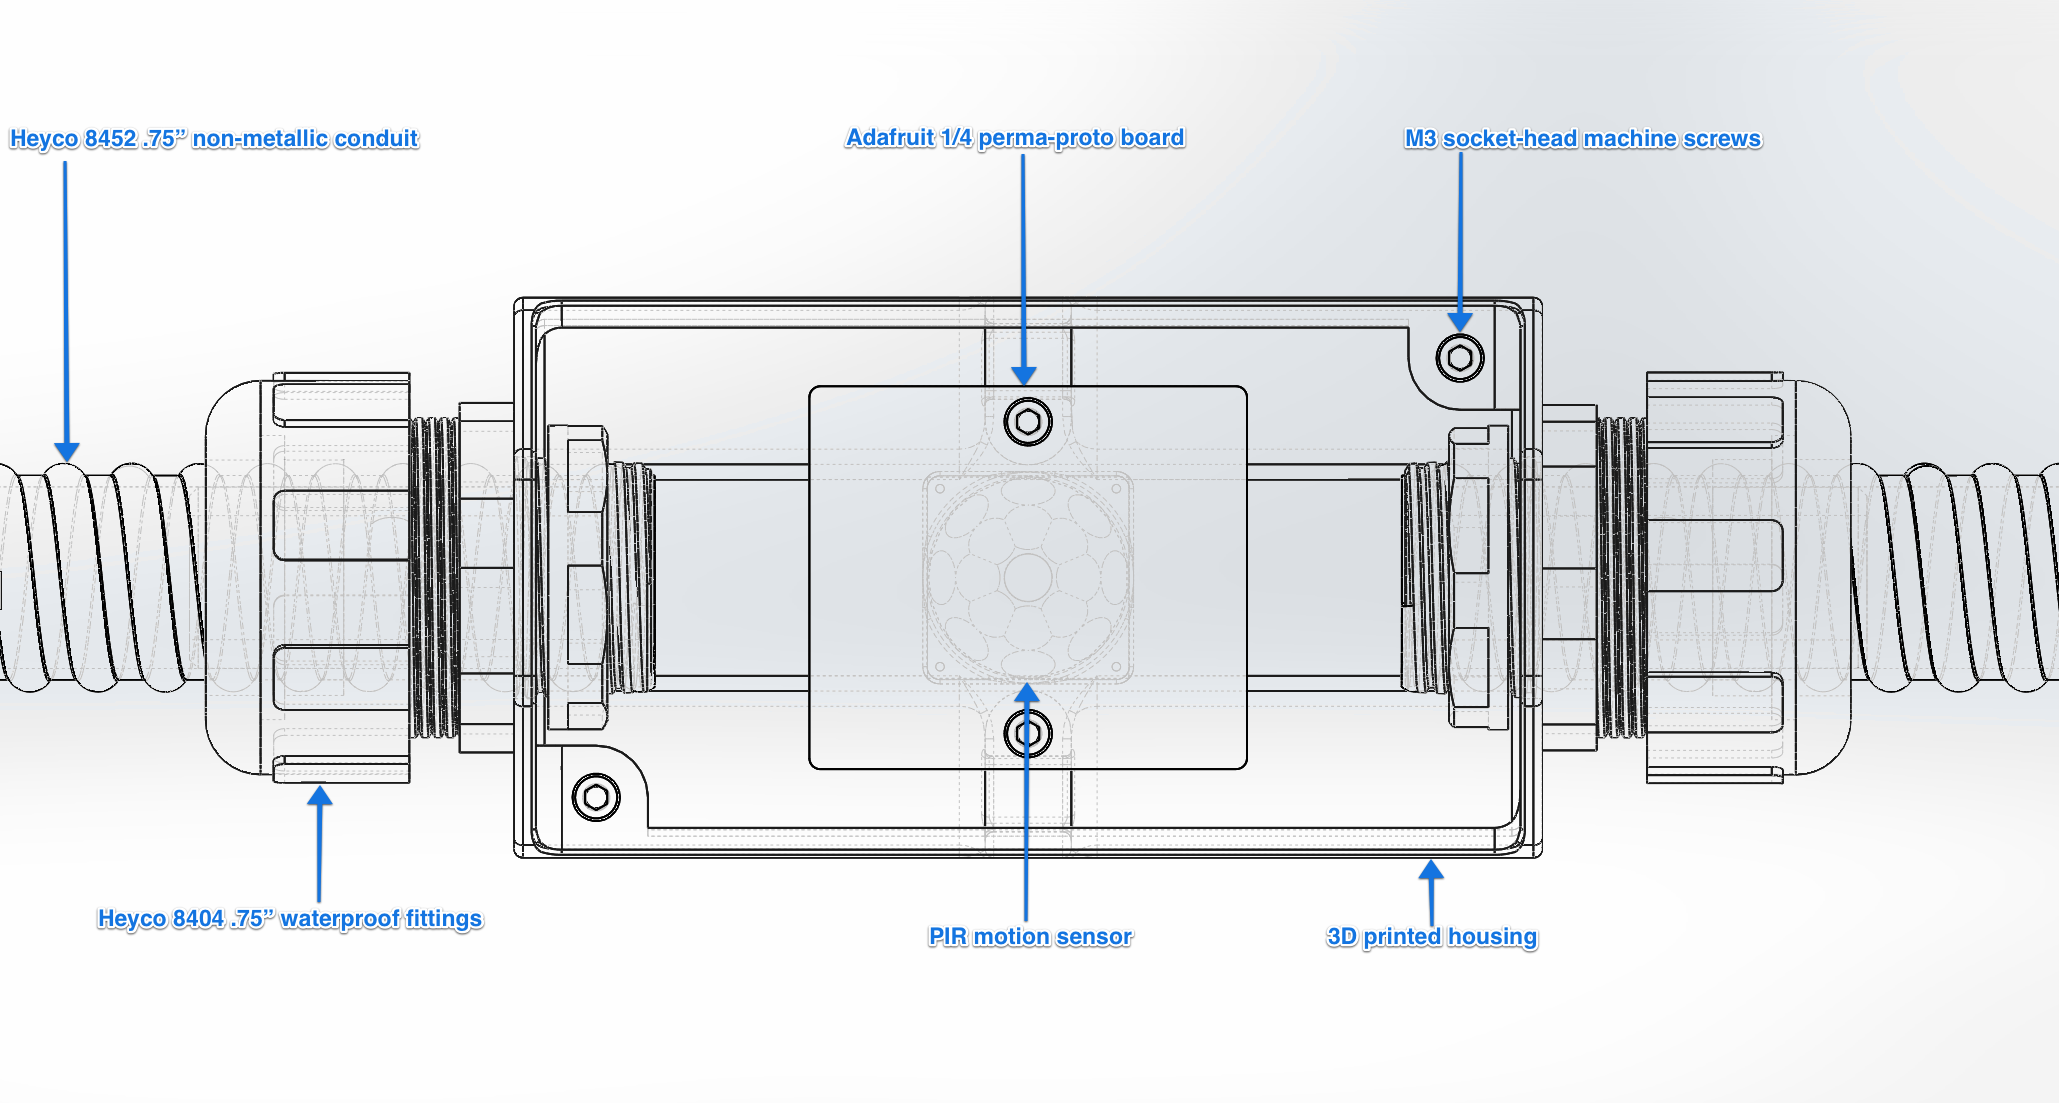 Heyco 8452 .75” non-metallic conduit
Adafruit 1/4 perma-proto board
M3 socket-head machine screws
Heyco 8404 .75” waterproof fittings
PIR motion sensor
3D printed housing